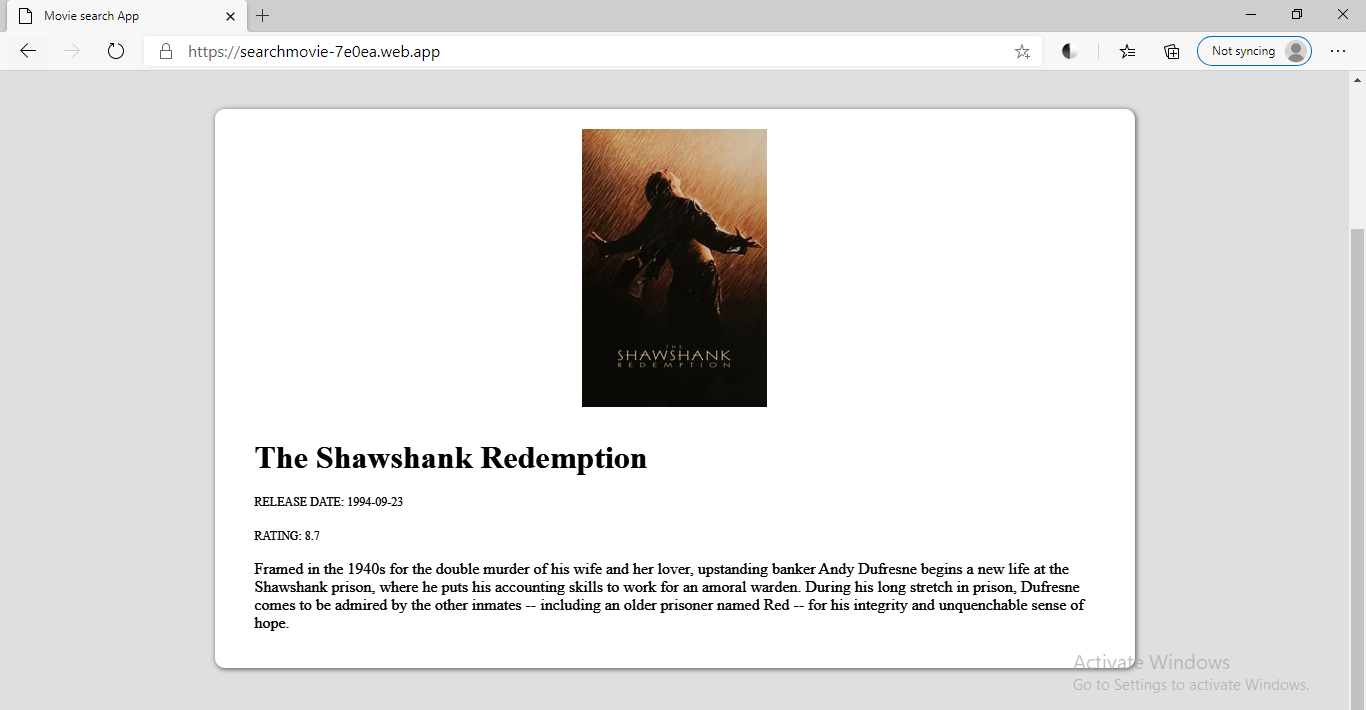 Movie search App
https://searchmovie-7e0ea.web.app
Not syncing
THE
SHAWSHANK
REDEMPTION
The Shawshank Redemption
RELEASE DATE: 1994-09-23
RATING: 8.7
Framed in the 1940s for the double murder of his wife and her lover, upstanding banker Andy Dufresne begins a new life at the
Shawshank prison, where he puts his accounting skills to work for an amoral warden. During his long stretch in prison, Dufresne
comes to be admired by the other inmates -- including an older prisoner named Red -- for his integrity and unquenchable sense of
hope.
Activate Windows
Go to Settings to activate Windows.